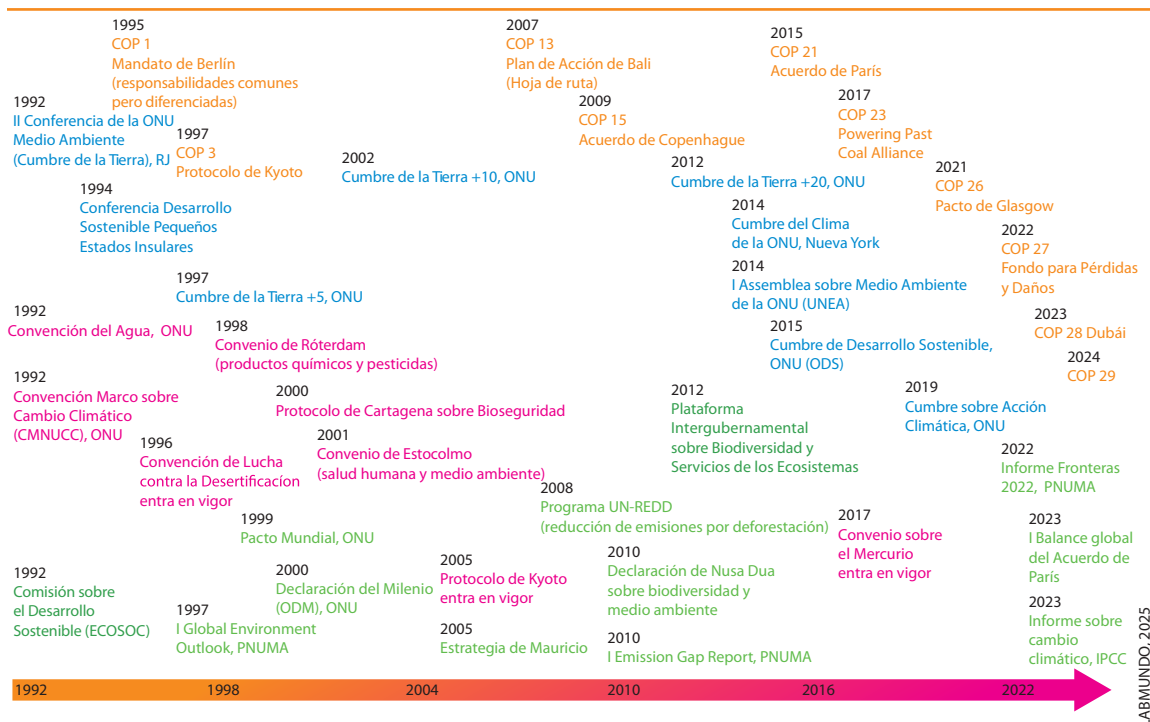 1995
COP 1
Mandato de Berlín
(responsabilidades comunes
pero diferenciadas)
2007
COP 13
Plan de Acción de Bali
(Hoja de ruta)
2015
COP 21
Acuerdo de París
1992
II Conferencia de la ONU
Medio Ambiente
(Cumbre de la Tierra), RJ
1997
COP 3
Protocolo de Kyoto
2009
COP 15
Acuerdo de Copenhague
2017
COP 23
Powering Past
Coal Alliance
2002
Cumbre de la Tierra +10, ONU
2012
Cumbre de la Tierra +20, ONU
2021
COP 26
Pacto de Glasgow
1994
Conferencia Desarrollo
Sostenible Pequeños
Estados Insulares
2014
Cumbre del Clima
de la ONU, Nueva York
2022
COP 27
Fondo para Pérdidas
y Daños
1997
Cumbre de la Tierra +5, ONU
2014
I Assemblea sobre Medio Ambiente
de la ONU (UNEA)
1992
Convención del Agua, ONU
1998
Convenio de Róterdam
(productos químicos y pesticidas)
2015
Cumbre de Desarrollo Sostenible,
ONU (ODS)
2023
COP 28 Dubái
2024
COP 29
1992
Convención Marco sobre
Cambio Climático
(CMNUCC), ONU
2000
Protocolo de Cartagena sobre Bioseguridad
2012
Plataforma
Intergubernamental
sobre Biodiversidad y
Servicios de los Ecosistemas
2019
Cumbre sobre Acción
Climática, ONU
1996
Convención de Lucha
contra la Desertificacíon
entra en vigor
2001
Convenio de Estocolmo
(salud humana y medio ambiente)
2022
Informe Fronteras
2022, PNUMA
2008
Programa UN-REDD
(reducción de emisiones por deforestación)
1999
Pacto Mundial, ONU
2017
Convenio sobre
el Mercurio
entra en vigor
2023
I Balance global
del Acuerdo de
París
1992
Comisión sobre
el Desarrollo
Sostenible (ECOSOC)
2000
Declaración del Milenio
(ODM), ONU
2005
Protocolo de Kyoto
entra en vigor
2010
Declaración de Nusa Dua
sobre biodiversidad y
medio ambiente
1997
I Global Environment
Outlook, PNUMA
2005
Estrategia de Mauricio
2010
I Emission Gap Report, PNUMA
2023
Informe sobre
cambio
climático, IPCC
1992
1998
2004
2010
2016
2022
LABMUNDO, 2025